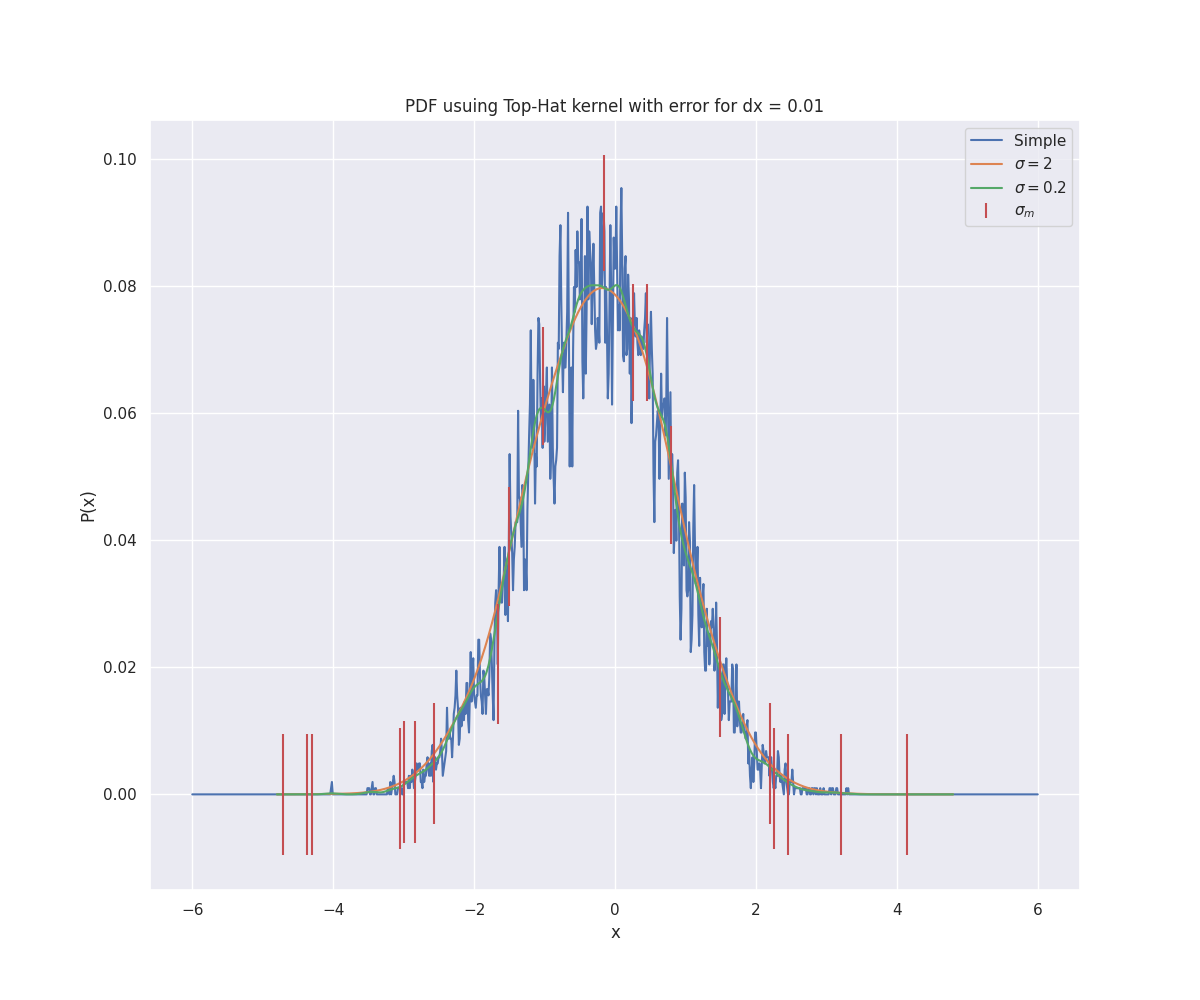 PDF usuing Top-Hat kernel with error for dx = 0.01
Simple
σ = 2
σ = 0.2
σₘ
0.10
0.08
0.06
0.04
0.02
0.00
P(x)
−6 −4 −2 0 2 4 6
x